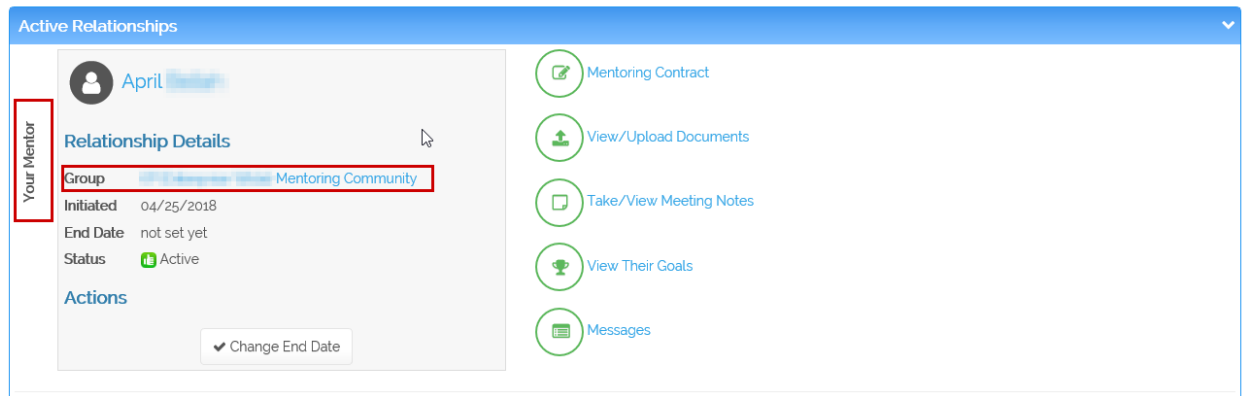 Active Relationships
Your Mentor
April
Relationship Details
Group Mentoring Community
Initiated 04/25/2018
End Date not set yet
Status Active
Actions
Change End Date
Mentoring Contract
View/Upload Documents
Take/View Meeting Notes
View Their Goals
Messages